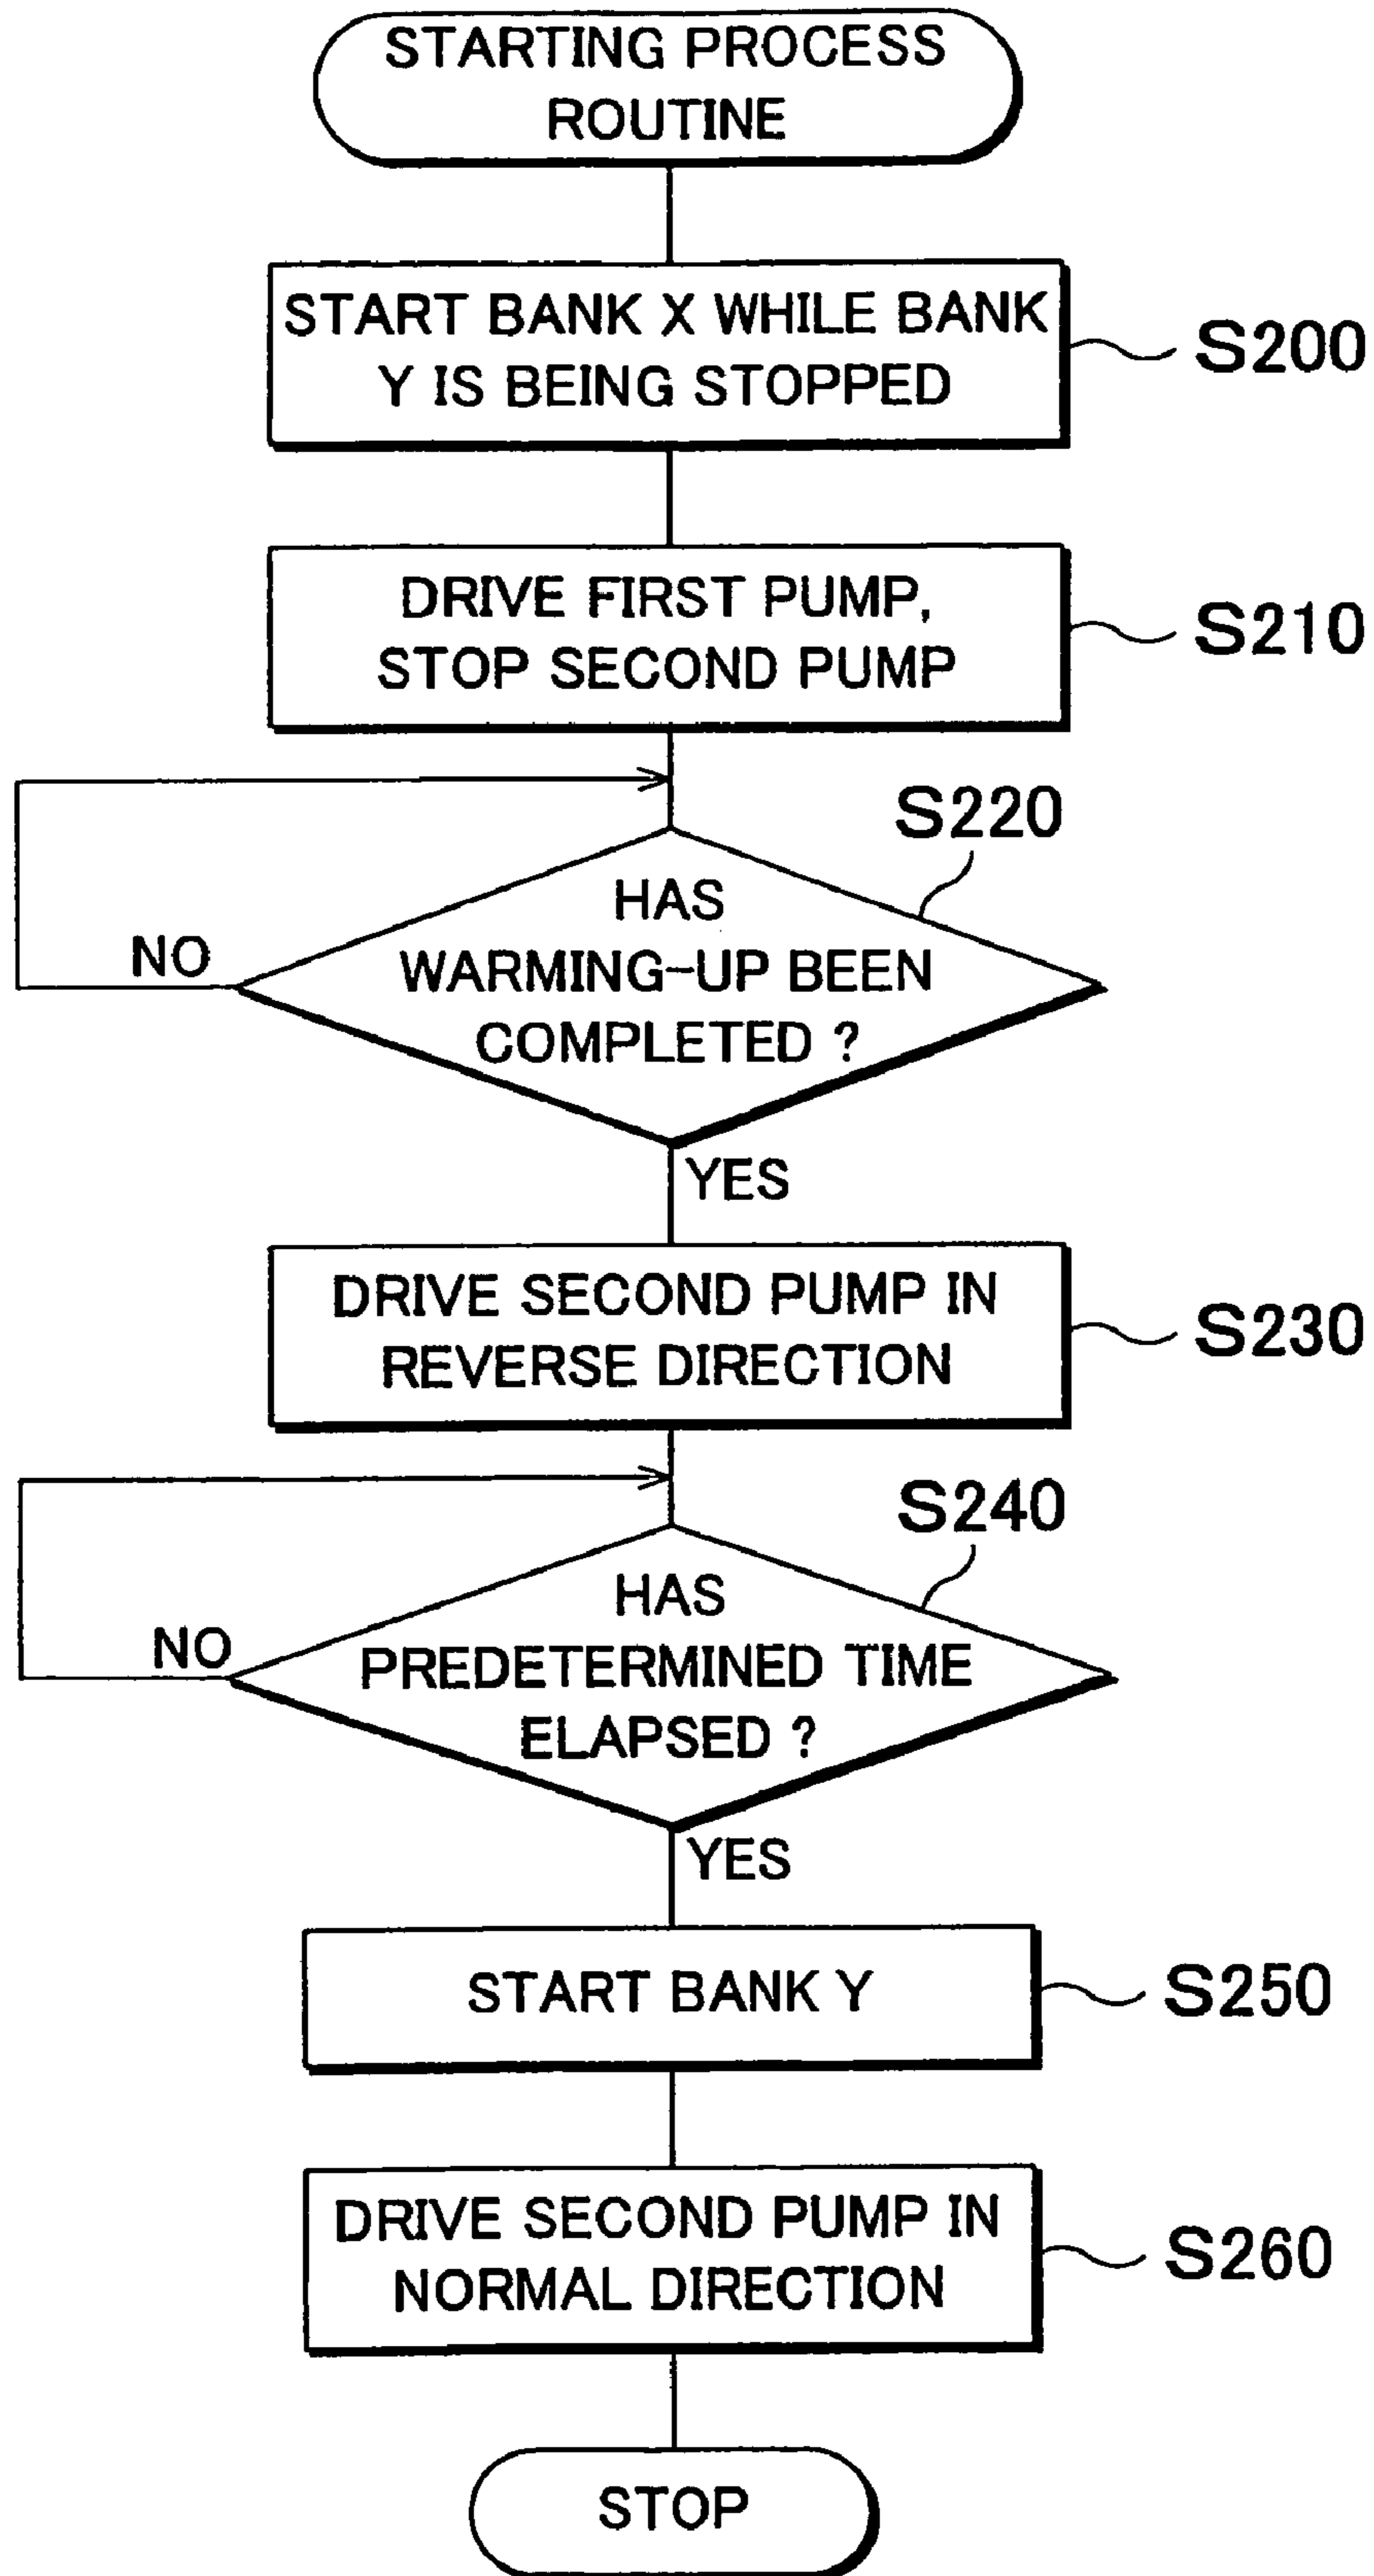 STARTING PROCESS
ROUTINE
START BANK X WHILE BANK
Y IS BEING STOPPED
S200
DRIVE FIRST PUMP,
STOP SECOND PUMP
S210
S220
HAS
WARMING-UP BEEN
COMPLETED ?
NO
YES
DRIVE SECOND PUMP IN
REVERSE DIRECTION
S230
S240
HAS
PREDETERMINED TIME
ELAPSED ?
NO
YES
START BANK Y
S250
DRIVE SECOND PUMP IN
NORMAL DIRECTION
S260
STOP